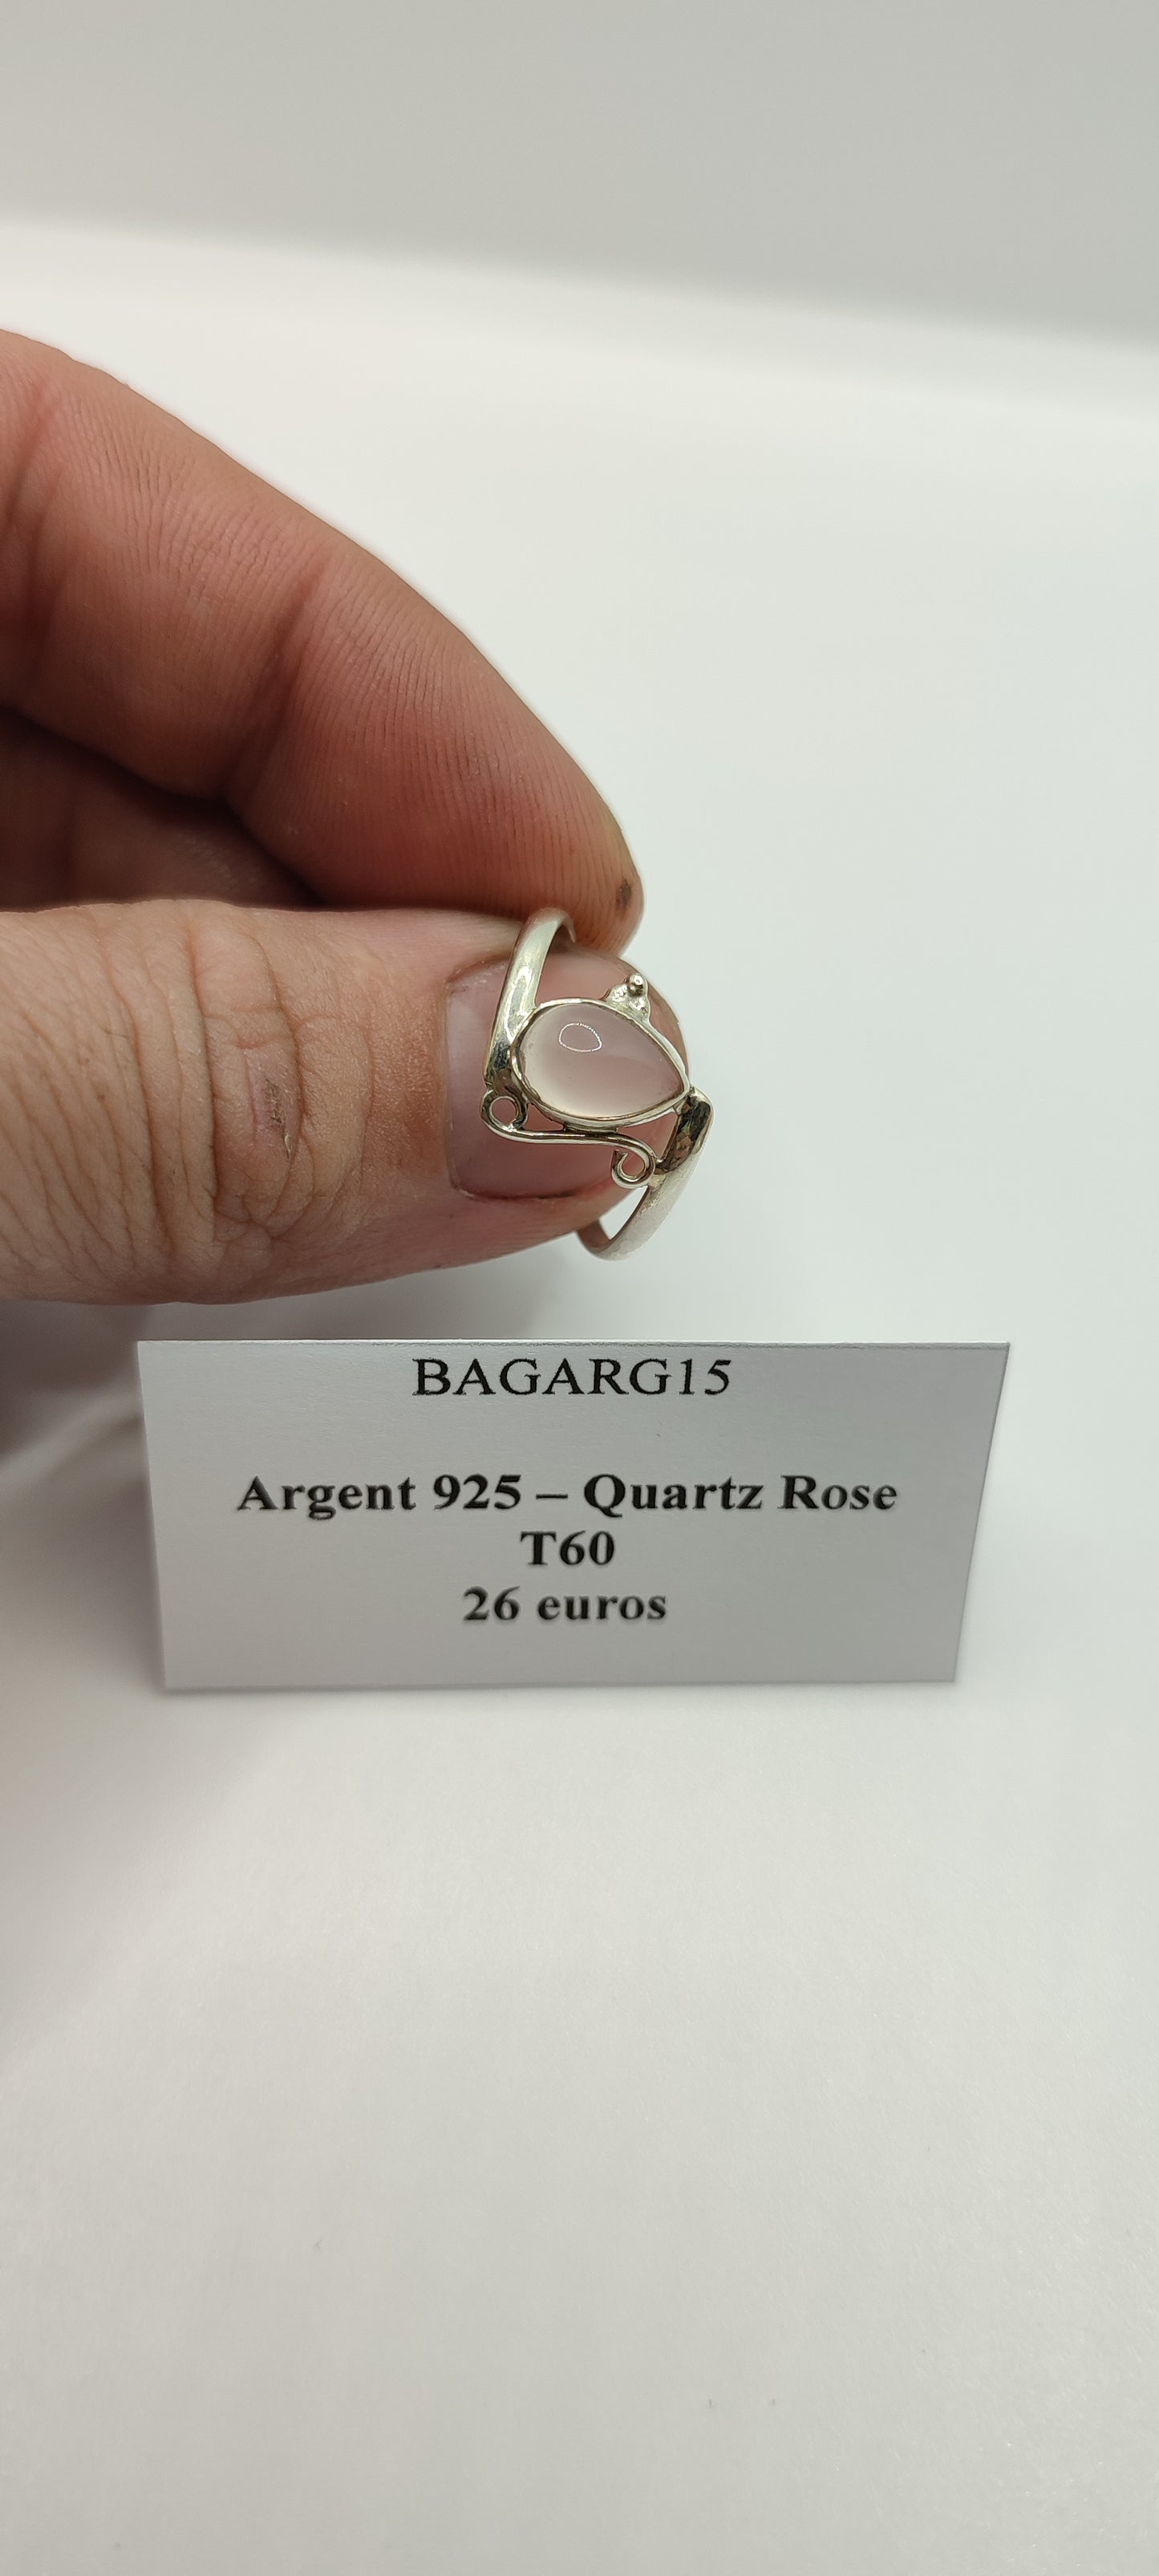 BAGARG15
Argent 925 – Quartz Rose
T60
26 euros